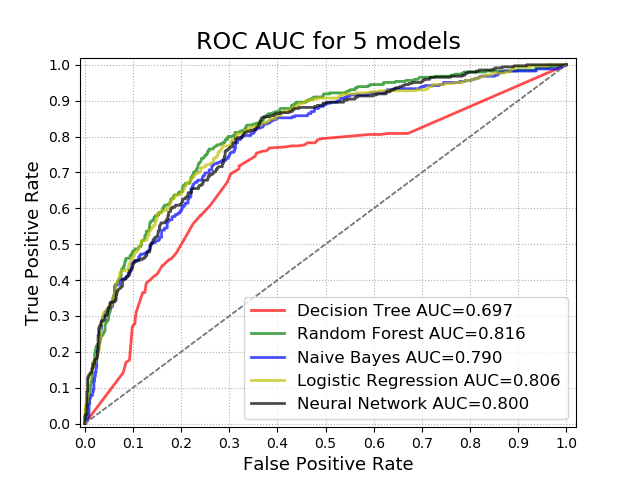 ROC AUC for 5 models
True Positive Rate
1.0
0.9
0.8
0.7
0.6
0.5
0.4
0.3
0.2
0.1
0.0
Decision Tree AUC=0.697
Random Forest AUC=0.816
Naive Bayes AUC=0.790
Logistic Regression AUC=0.806
Neural Network AUC=0.800
0.0 0.1 0.2 0.3 0.4 0.5 0.6 0.7 0.8 0.9 1.0
False Positive Rate